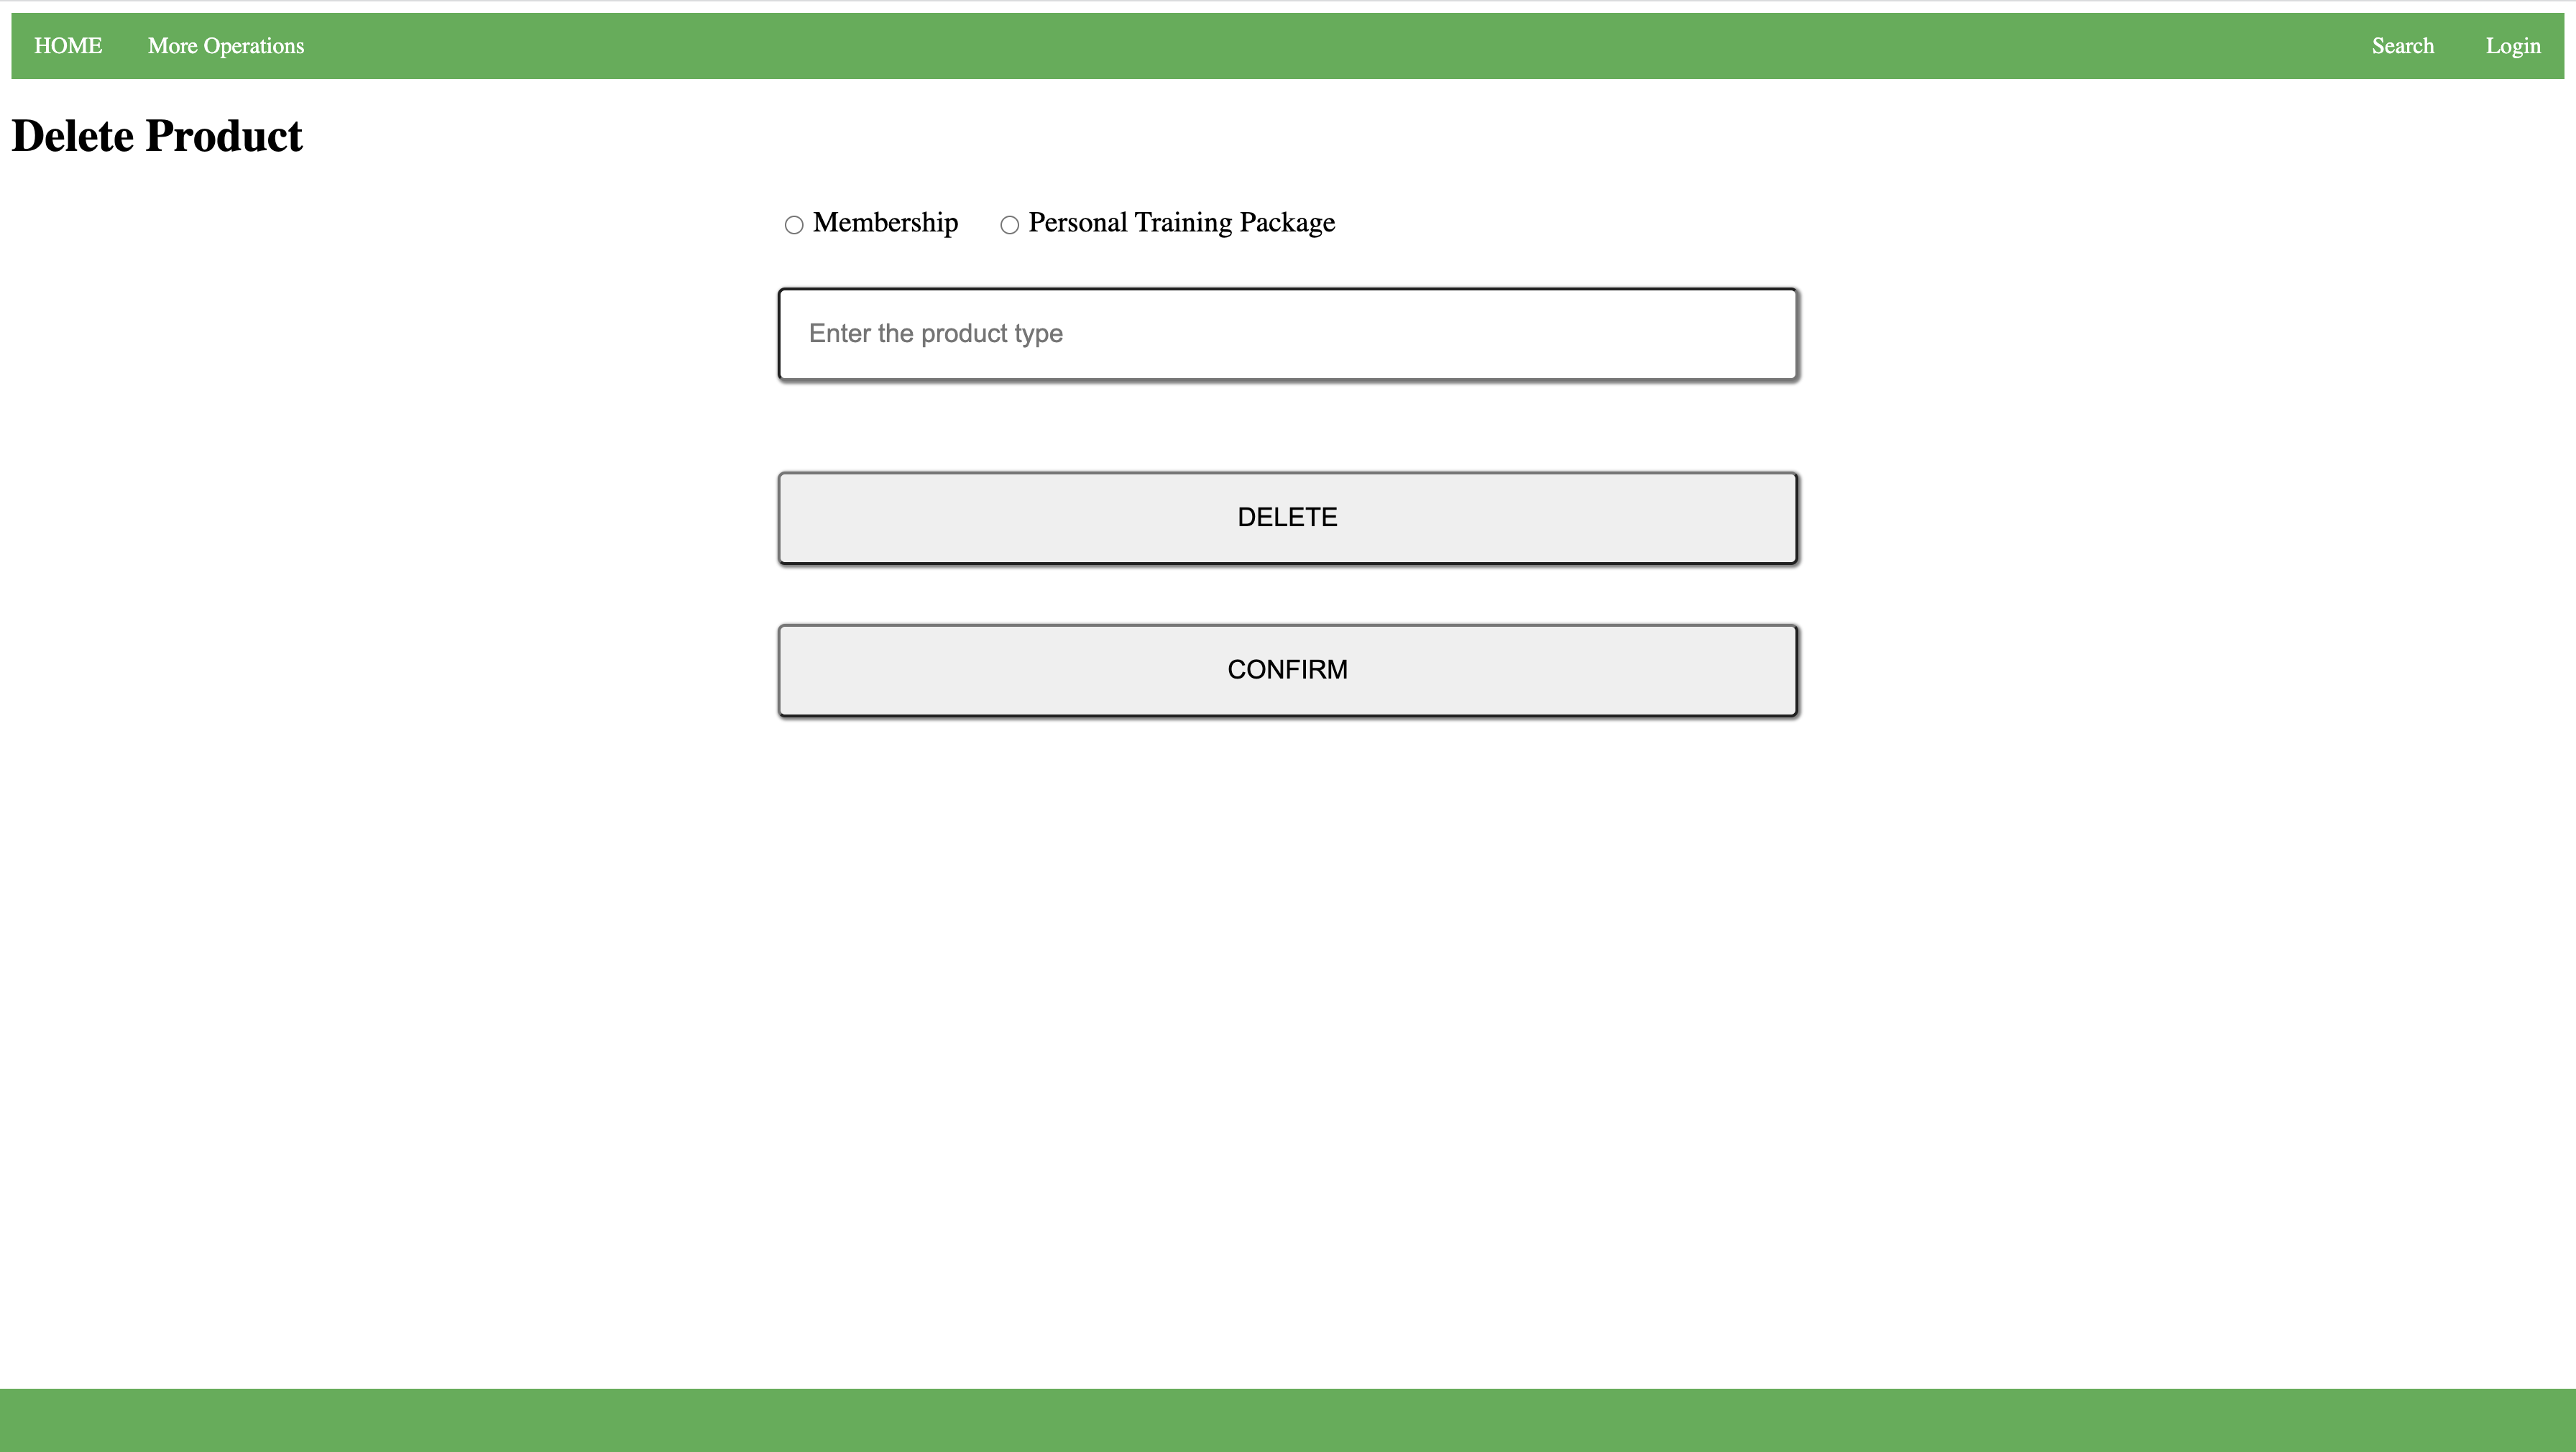 HOME More Operations Search Login
Delete Product
Membership Personal Training Package
Enter the product type
DELETE
CONFIRM